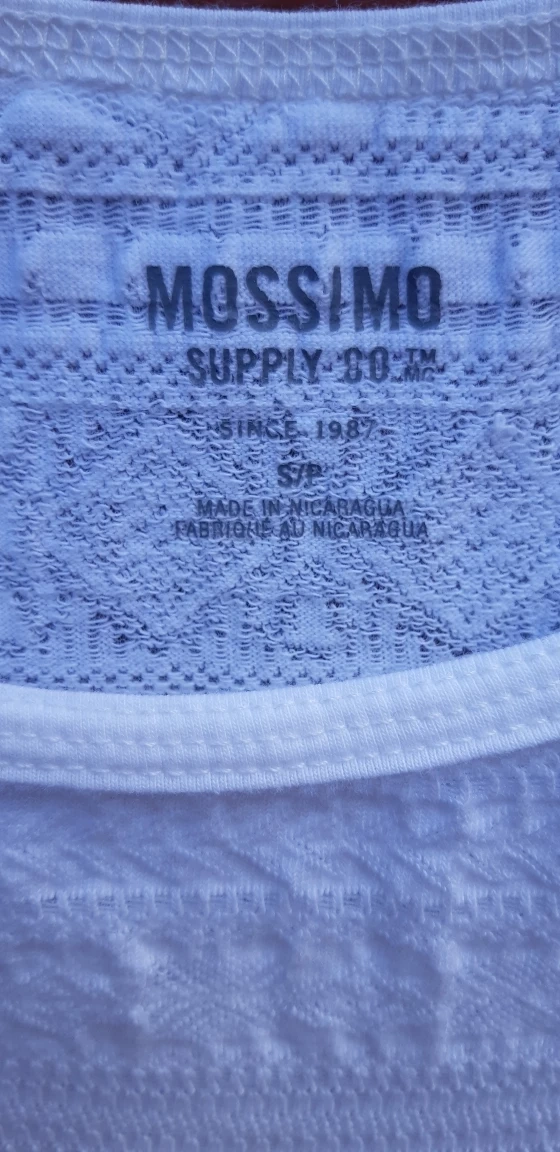 MOSSIMO
SUPPLY CO.™ MC
SINCE 1987
S/P
MADE IN NICARAGUA
FABRIQUÉ AU NICARAGUA